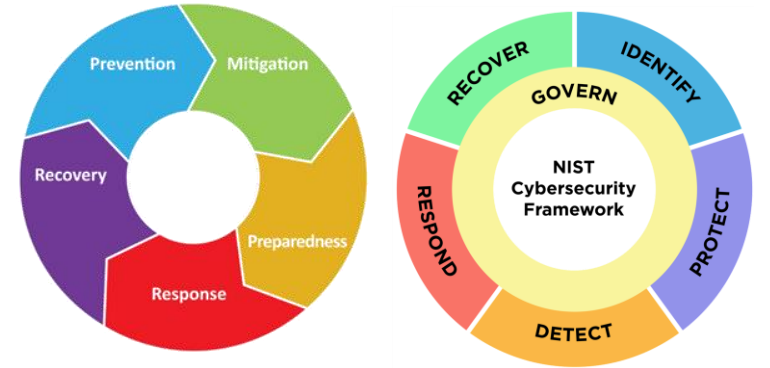 Prevention
Mitigation
Preparedness
Response
Recovery
IDENTIFY
PROTECT
DETECT
RESPOND
RECOVER
GOVERN
NIST
Cybersecurity
Framework